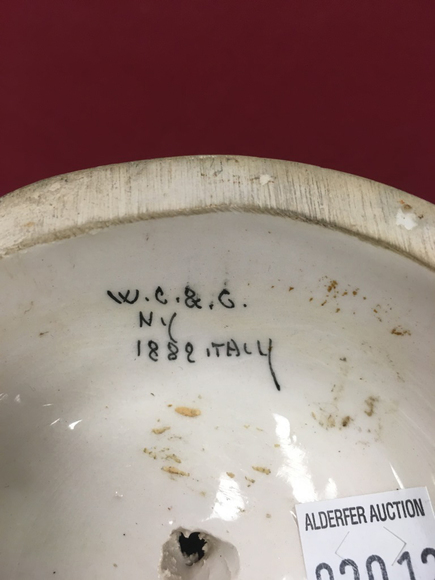 W.C.&.G.
NY
1882 ITALY
ALDERFER AUCTION